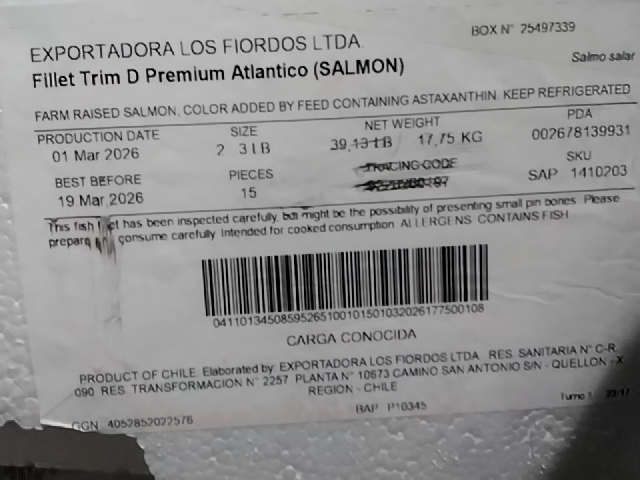 BOX N° 25497339
EXPORTADORA LOS FIORDOS LTDA.
Salmo salar
Fillet Trim D Premium Atlantico (SALMON)
FARM RAISED SALMON, COLOR ADDED BY FEED CONTAINING ASTAXANTHIN. KEEP REFRIGERATED
PRODUCTION DATE SIZE NET WEIGHT PDA
01 Mar 2026 2 3 LB 39,13 LB 17,75 KG 002678139931
BEST BEFORE PIECES TRACING CODE SKU
19 Mar 2026 15 SAP 1410203
This fish fillet has been inspected carefully, but might be the possibility of presenting small pin bones. Please
consume carefully. Intended for cooked consumption. ALLERGENS: CONTAINS FISH
CARGA CONOCIDA
PRODUCT OF CHILE. Elaborated by: EXPORTADORA LOS FIORDOS LTDA. RES. SANITARIA N° C-R.
090 RES. TRANSFORMACION N° 2257 PLANTA N° 10673 CAMINO SAN ANTONIO S/N - QUELLON - X
REGION - CHILE
GGN 4052852022576 BAP P10345 Turno 1